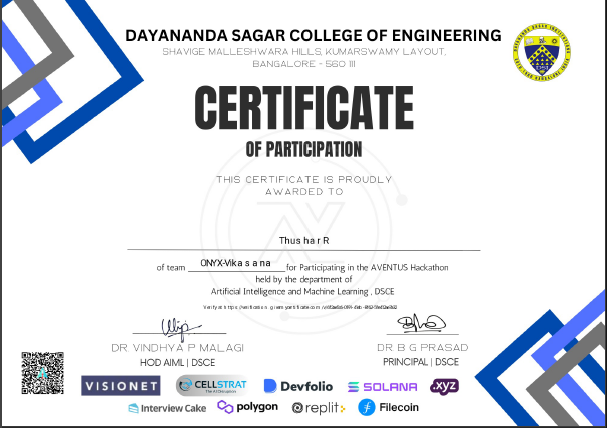 DAYANANDA SAGAR COLLEGE OF ENGINEERING
SHAVIGE MALLESHWARA HILLS, KUMARSWAMY LAYOUT,
BANGALORE - 560 111
CERTIFICATE
OF PARTICIPATION
THIS CERTIFICATE IS PROUDLY
AWARDED TO
Thushar R
of team ONYX-Vikasana for Participating in the AVENTUS Hackathon
held by the department of
Artificial Intelligence and Machine Learning , DSCE
Verify at https://verification.givemycertificate.com
DR. VINDHYA P MALAGI
HOD AIML | DSCE
DR. B G PRASAD
PRINCIPAL | DSCE
VISIONET
CELLSTRAT
Devfolio
SOLANA
.xyz
Interview Cake
polygon
replit
Filecoin